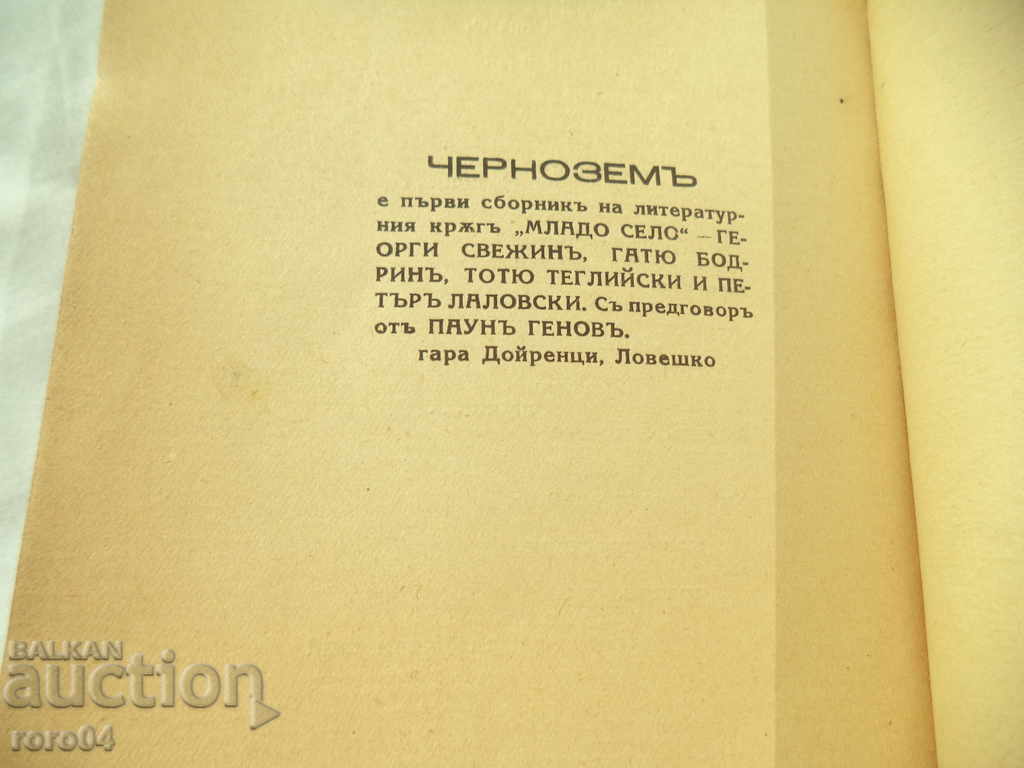 ЧЕРНОЗЕМЪ
е първи сборникъ на литератур-
ния крѫгъ „МЛАДО СЕЛО“ – ГЕ-
ОРГИ СВЕЖИНЪ, ГАТЮ БОД-
РИНЪ, ТОТЮ ТЕГЛИЙСКИ И ПЕ-
ТЪРЪ ЛАЛОВСКИ. Съ предговоръ
отъ ПАУНЪ ГЕНОВЪ.
гара Дойренци, Ловешко
BALKAN
auction
roro04